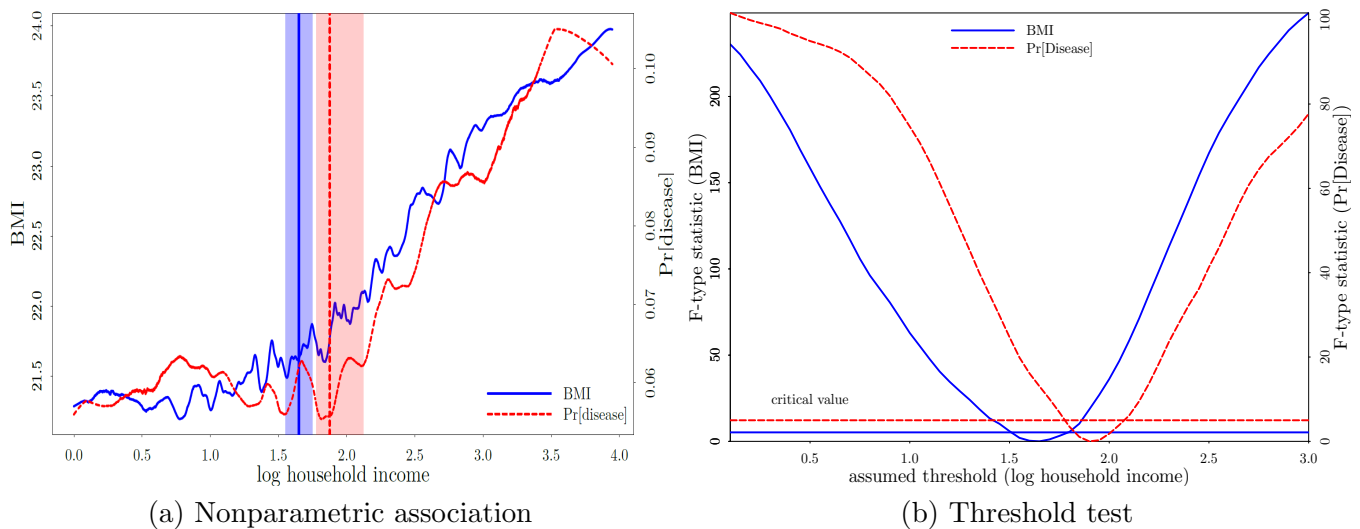 BMI
24.0
23.5
23.0
22.5
22.0
21.5
0.10
0.09
0.08
0.07
0.06
Pr[disease]
BMI
Pr[disease]
0.0 0.5 1.0 1.5 2.0 2.5 3.0 3.5 4.0
log household income
(a) Nonparametric association
F-type statistic (BMI)
200
150
100
50
0
100
80
60
40
20
0
F-type statistic (Pr[Disease])
BMI
Pr[Disease]
critical value
0.5 1.0 1.5 2.0 2.5 3.0
assumed threshold (log household income)
(b) Threshold test